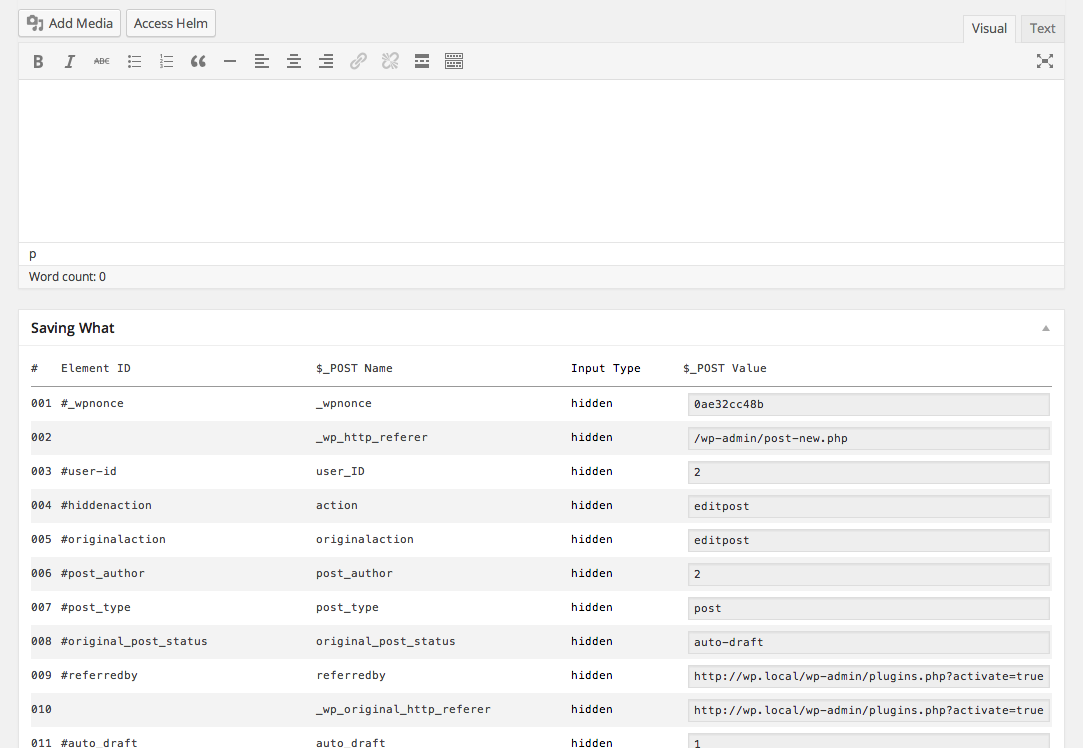 Add Media Access Helm
Visual Text
B I ABC
p
Word count: 0
Saving What
# Element ID $_POST Name Input Type $_POST Value
001 #_wpnonce _wpnonce hidden 0ae32cc48b
002 _wp_http_referer hidden /wp-admin/post-new.php
003 #user-id user_ID hidden 2
004 #hiddenaction action hidden editpost
005 #originalaction originalaction hidden editpost
006 #post_author post_author hidden 2
007 #post_type post_type hidden post
008 #original_post_status original_post_status hidden auto-draft
009 #referredby referredby hidden http://wp.local/wp-admin/plugins.php?activate=true
010 _wp_original_http_referer hidden http://wp.local/wp-admin/plugins.php?activate=true
011 #auto_draft auto_draft hidden 1